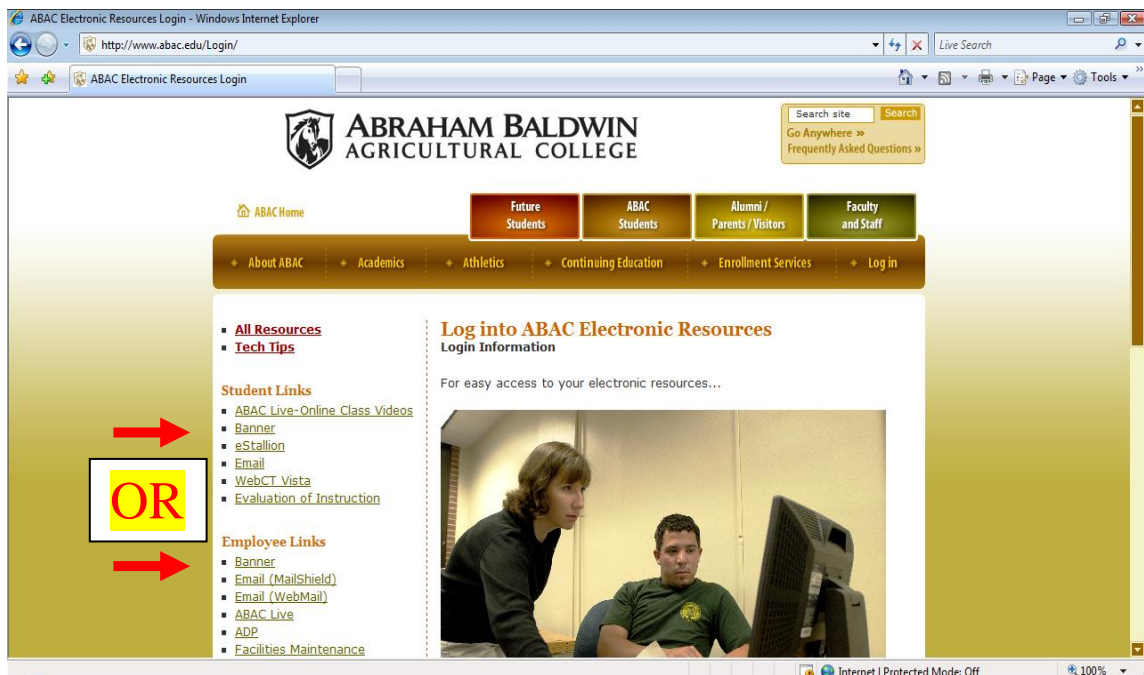 ABAC Electronic Resources Login - Windows Internet Explorer
http://www.abac.edu/Login/
Live Search
ABAC Electronic Resources Login
Page
Tools
ABRAHAM BALDWIN
AGRICULTURAL COLLEGE
Search site
Search
Go Anywhere »
Frequently Asked Questions »
ABAC Home
Future
Students
ABAC
Students
Alumni /
Parents / Visitors
Faculty
and Staff
About ABAC
Academics
Athletics
Continuing Education
Enrollment Services
Log in
All Resources
Tech Tips
Student Links
ABAC Live-Online Class Videos
Banner
eStallion
Email
WebCT Vista
Evaluation of Instruction
OR
Employee Links
Banner
Email (MailShield)
Email (WebMail)
ABAC Live
ADP
Facilities Maintenance
Log into ABAC Electronic Resources
Login Information
For easy access to your electronic resources...
Internet | Protected Mode: Off
100%